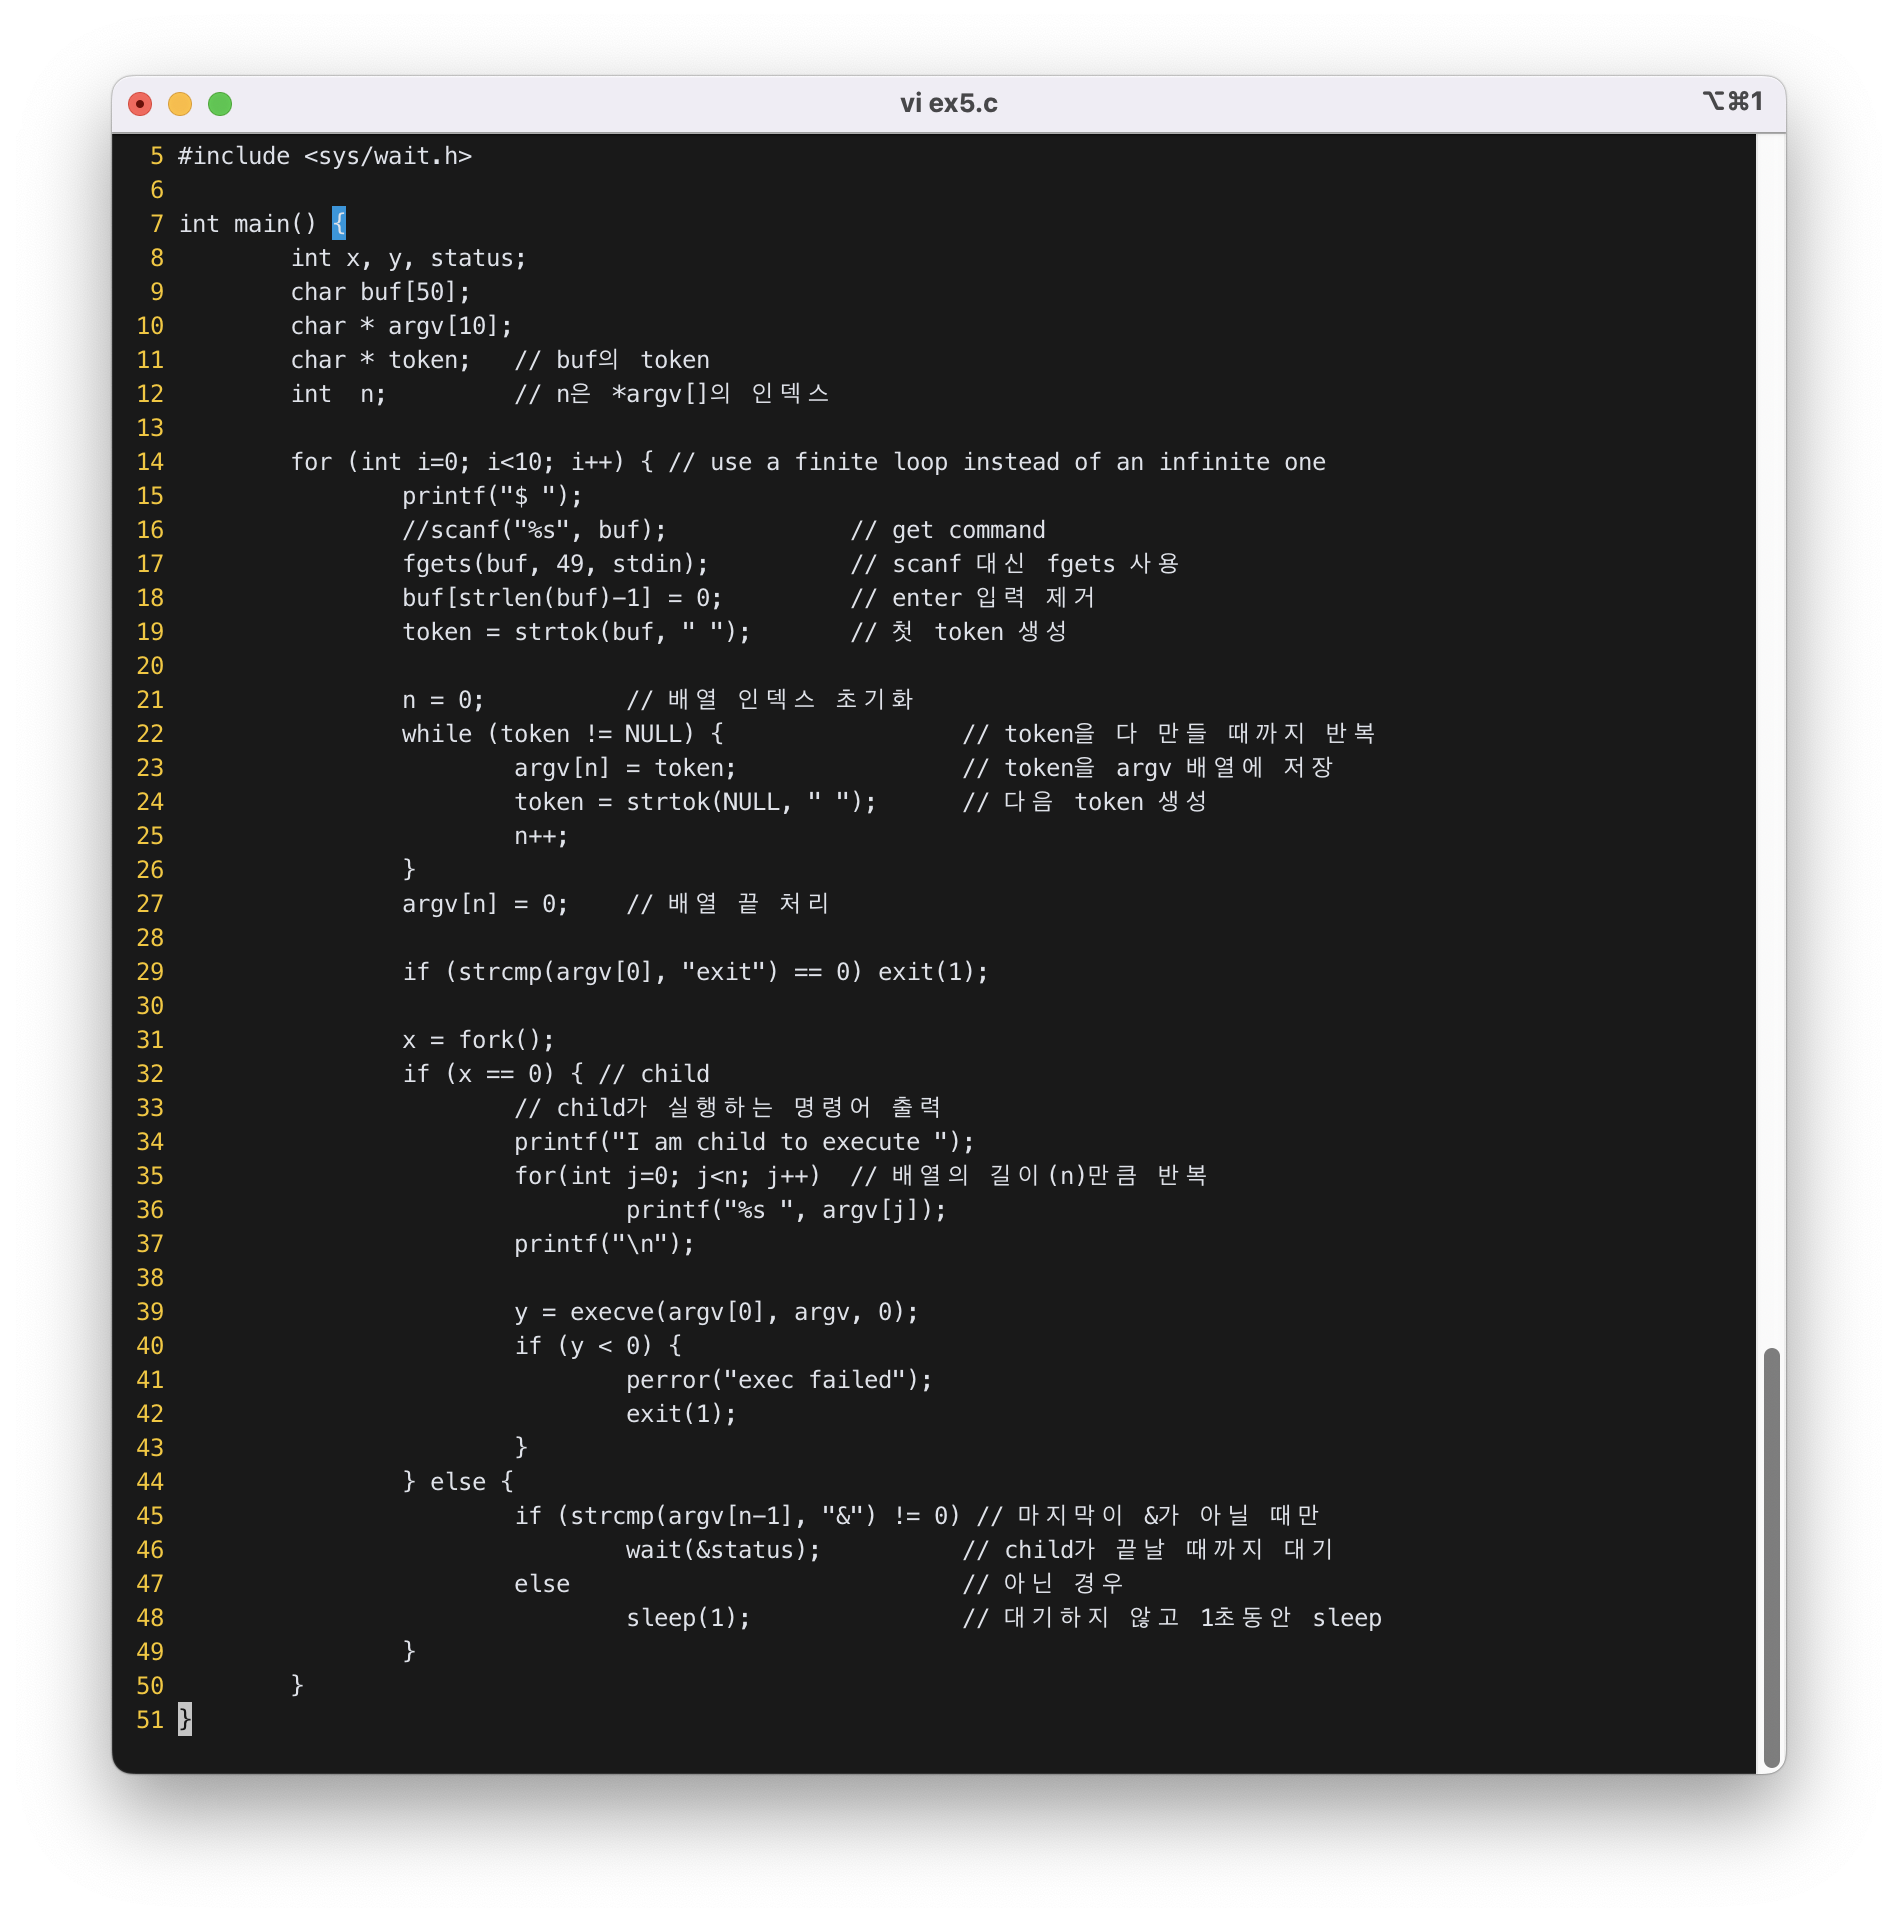 vi ex5.c
⌥⌘1
5 #include <sys/wait.h>
6
7 int main() {
8         int x, y, status;
9         char buf[50];
10         char * argv[10];
11         char * token;   // buf의 token
12         int  n;         // n은 *argv[]의 인덱스
13
14         for (int i=0; i<10; i++) { // use a finite loop instead of an infinite one
15                 printf("$ ");
16                 //scanf("%s", buf);             // get command
17                 fgets(buf, 49, stdin);          // scanf 대신 fgets 사용
18                 buf[strlen(buf)-1] = 0;         // enter 입력 제거
19                 token = strtok(buf, " ");       // 첫 token 생성
20
21                 n = 0;          // 배열 인덱스 초기화
22                 while (token != NULL) {                 // token을 다 만들 때까지 반복
23                         argv[n] = token;                // token을 argv 배열에 저장
24                         token = strtok(NULL, " ");      // 다음 token 생성
25                         n++;
26                 }
27                 argv[n] = 0;    // 배열 끝 처리
28
29                 if (strcmp(argv[0], "exit") == 0) exit(1);
30
31                 x = fork();
32                 if (x == 0) { // child
33                         // child가 실행하는 명령어 출력
34                         printf("I am child to execute ");
35                         for(int j=0; j<n; j++)  // 배열의 길이(n)만큼 반복
36                                 printf("%s ", argv[j]);
37                         printf("\n");
38
39                         y = execve(argv[0], argv, 0);
40                         if (y < 0) {
41                                 perror("exec failed");
42                                 exit(1);
43                         }
44                 } else {
45                         if (strcmp(argv[n-1], "&") != 0) // 마지막이 &가 아닐 때만
46                                 wait(&status);          // child가 끝날 때까지 대기
47                         else                            // 아닌 경우
48                                 sleep(1);               // 대기하지 않고 1초동안 sleep
49                 }
50         }
51 }